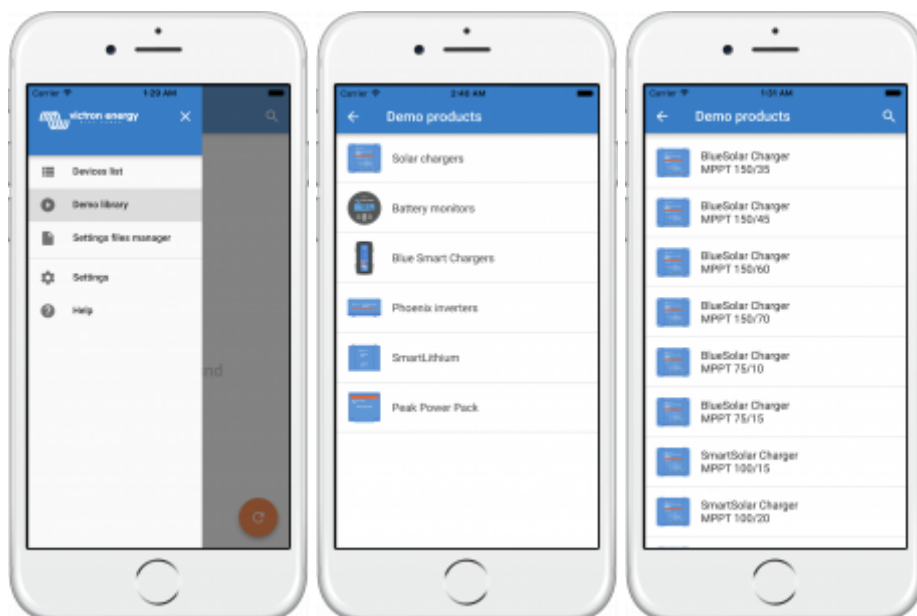 Carrier 1:29 AM
victron energy
Devices list
Demo library
Settings files manager
Settings
Help
nd
Carrier 2:46 AM
Demo products
Solar chargers
Battery monitors
Blue Smart Chargers
Phoenix inverters
SmartLithium
Peak Power Pack
Carrier 1:31 AM
Demo products
BlueSolar Charger
MPPT 150/35
BlueSolar Charger
MPPT 150/45
BlueSolar Charger
MPPT 150/60
BlueSolar Charger
MPPT 150/70
BlueSolar Charger
MPPT 75/10
BlueSolar Charger
MPPT 75/15
SmartSolar Charger
MPPT 100/15
SmartSolar Charger
MPPT 100/20